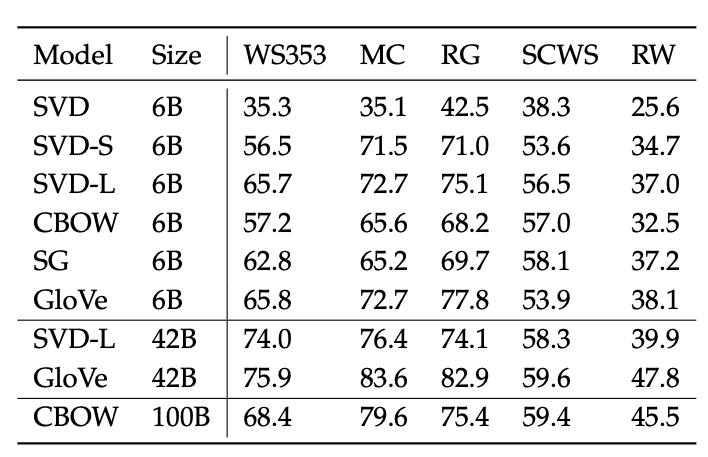 Model Size WS353 MC RG SCWS RW
SVD 6B 35.3 35.1 42.5 38.3 25.6
SVD-S 6B 56.5 71.5 71.0 53.6 34.7
SVD-L 6B 65.7 72.7 75.1 56.5 37.0
CBOW 6B 57.2 65.6 68.2 57.0 32.5
SG 6B 62.8 65.2 69.7 58.1 37.2
GloVe 6B 65.8 72.7 77.8 53.9 38.1
SVD-L 42B 74.0 76.4 74.1 58.3 39.9
GloVe 42B 75.9 83.6 82.9 59.6 47.8
CBOW 100B 68.4 79.6 75.4 59.4 45.5